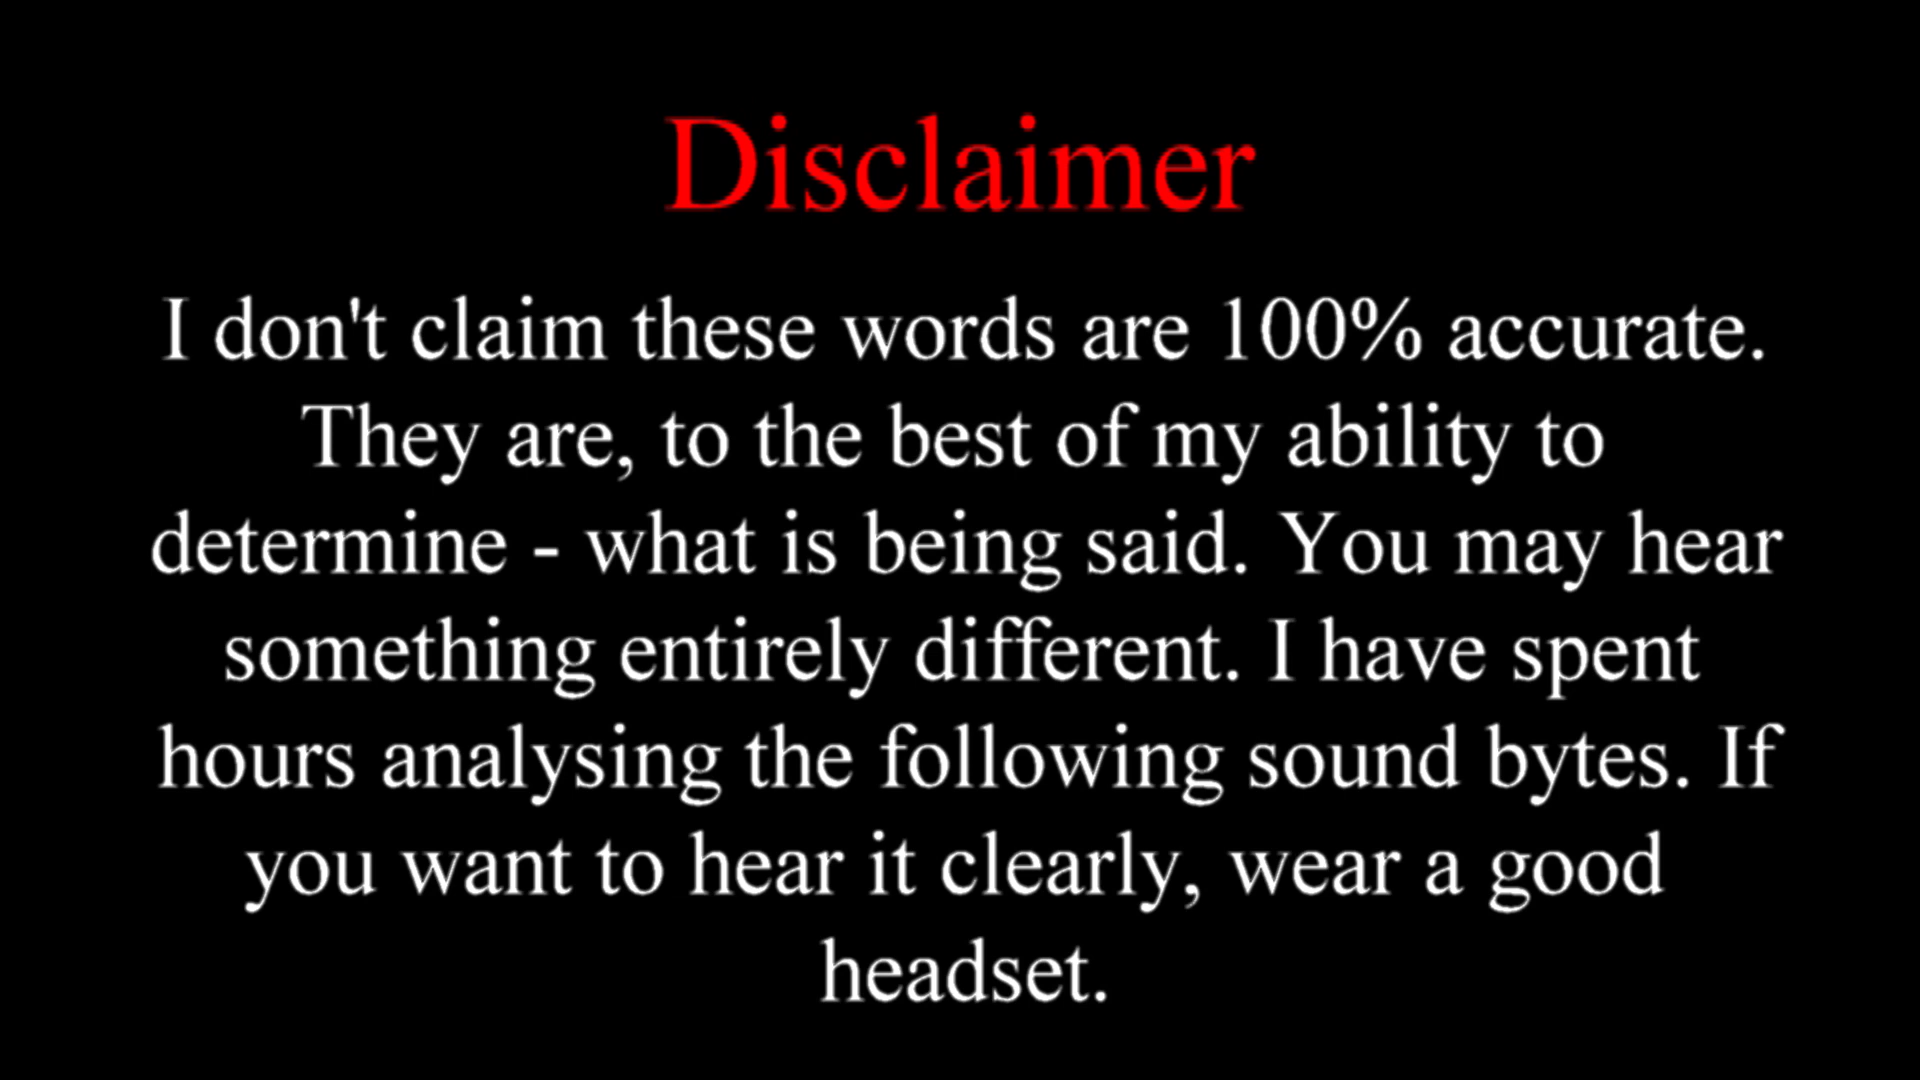 Disclaimer
I don't claim these words are 100% accurate.
They are, to the best of my ability to
determine - what is being said. You may hear
something entirely different. I have spent
hours analysing the following sound bytes. If
you want to hear it clearly, wear a good
headset.